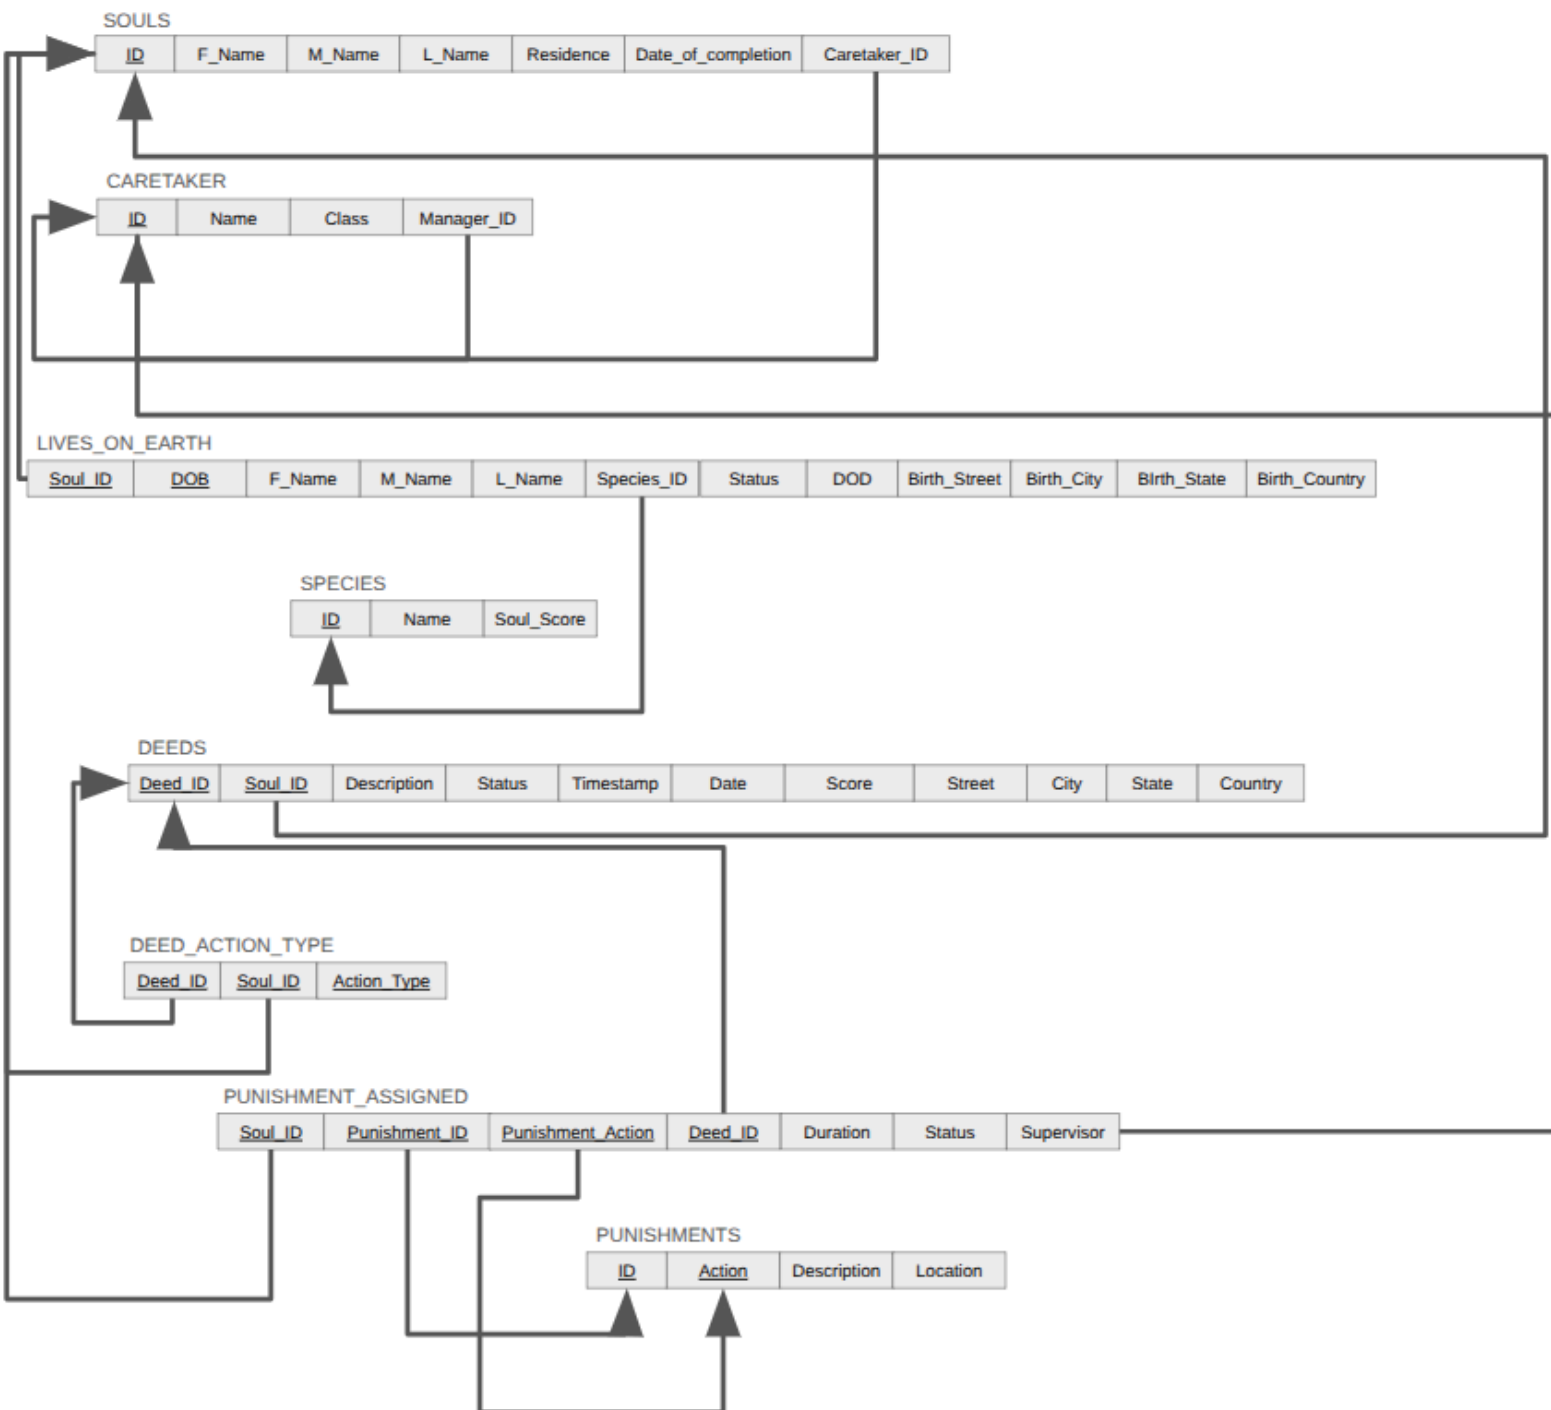 SOULS
ID F_Name M_Name L_Name Residence Date_of_completion Caretaker_ID
CARETAKER
ID Name Class Manager_ID
LIVES_ON_EARTH
Soul_ID DOB F_Name M_Name L_Name Species_ID Status DOD Birth_Street Birth_City BIrth_State Birth_Country
SPECIES
ID Name Soul_Score
DEEDS
Deed_ID Soul_ID Description Status Timestamp Date Score Street City State Country
DEED_ACTION_TYPE
Deed_ID Soul_ID Action_Type
PUNISHMENT_ASSIGNED
Soul_ID Punishment_ID Punishment_Action Deed_ID Duration Status Supervisor
PUNISHMENTS
ID Action Description Location